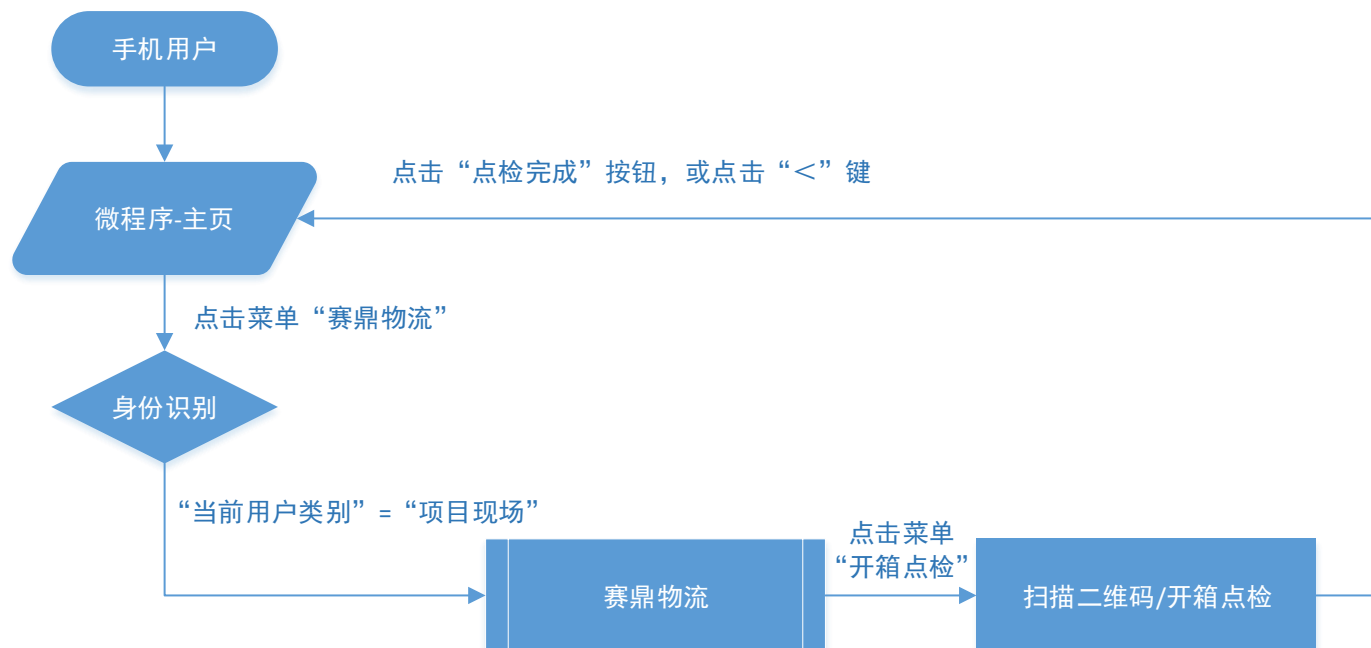 手机用户
点击“点检完成”按钮，或点击“＜”键
微程序-主页
点击菜单“赛鼎物流”
身份识别
“当前用户类别”=“项目现场”
点击菜单
“开箱点检”
赛鼎物流
扫描二维码/开箱点检